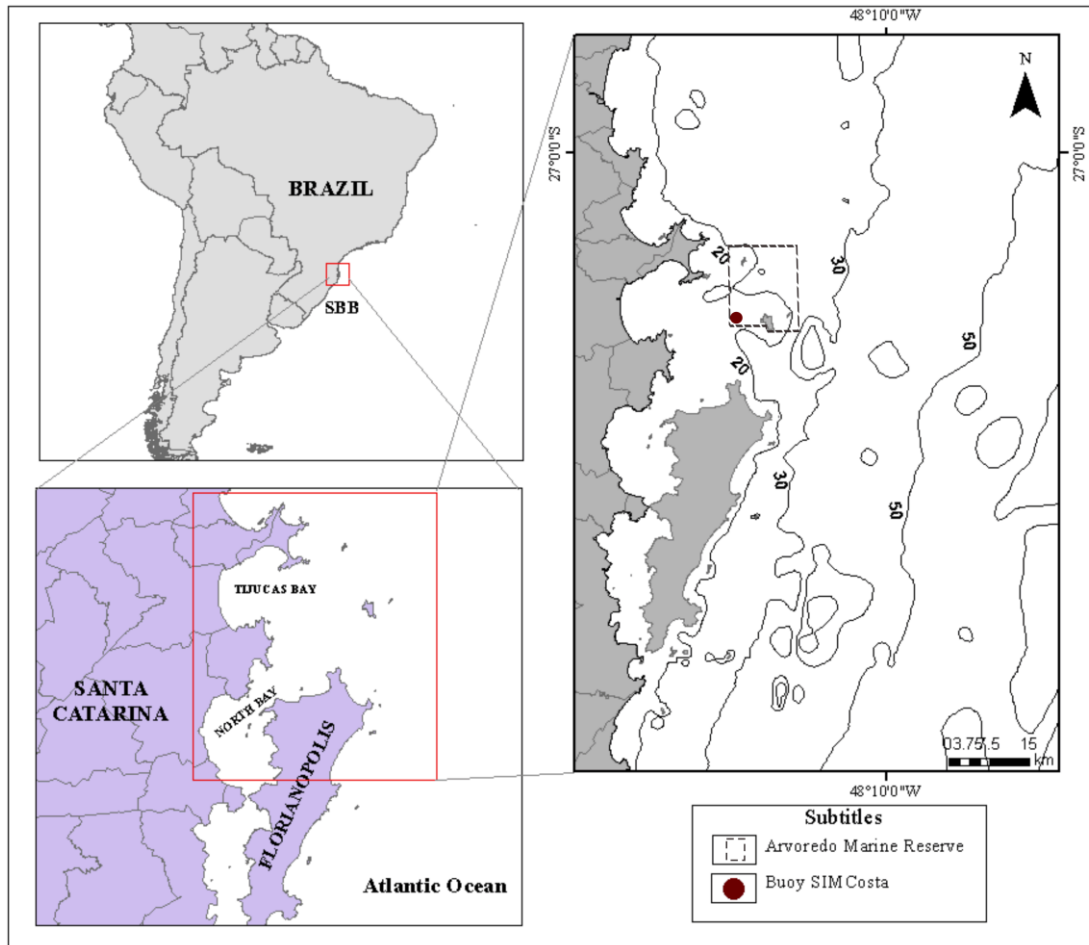 BRAZIL
SBB
TIJUCAS BAY
SANTA
CATARINA
NORTH BAY
FLORIANOPOLIS
Atlantic Ocean
48°10'0"W
N
27°0'0"S
27°0'0"S
20
30
20
50
30
50
03.757.5 15
km
48°10'0"W
Subtitles
Arvoredo Marine Reserve
Buoy SIMCosta